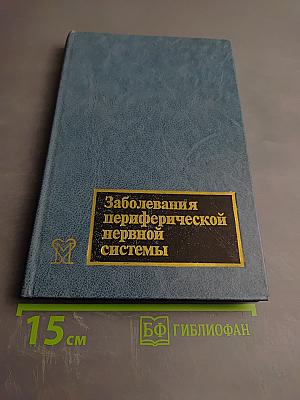 Заболевания
периферической
нервной
системы
15 см
БФ ГИБЛИОФАН